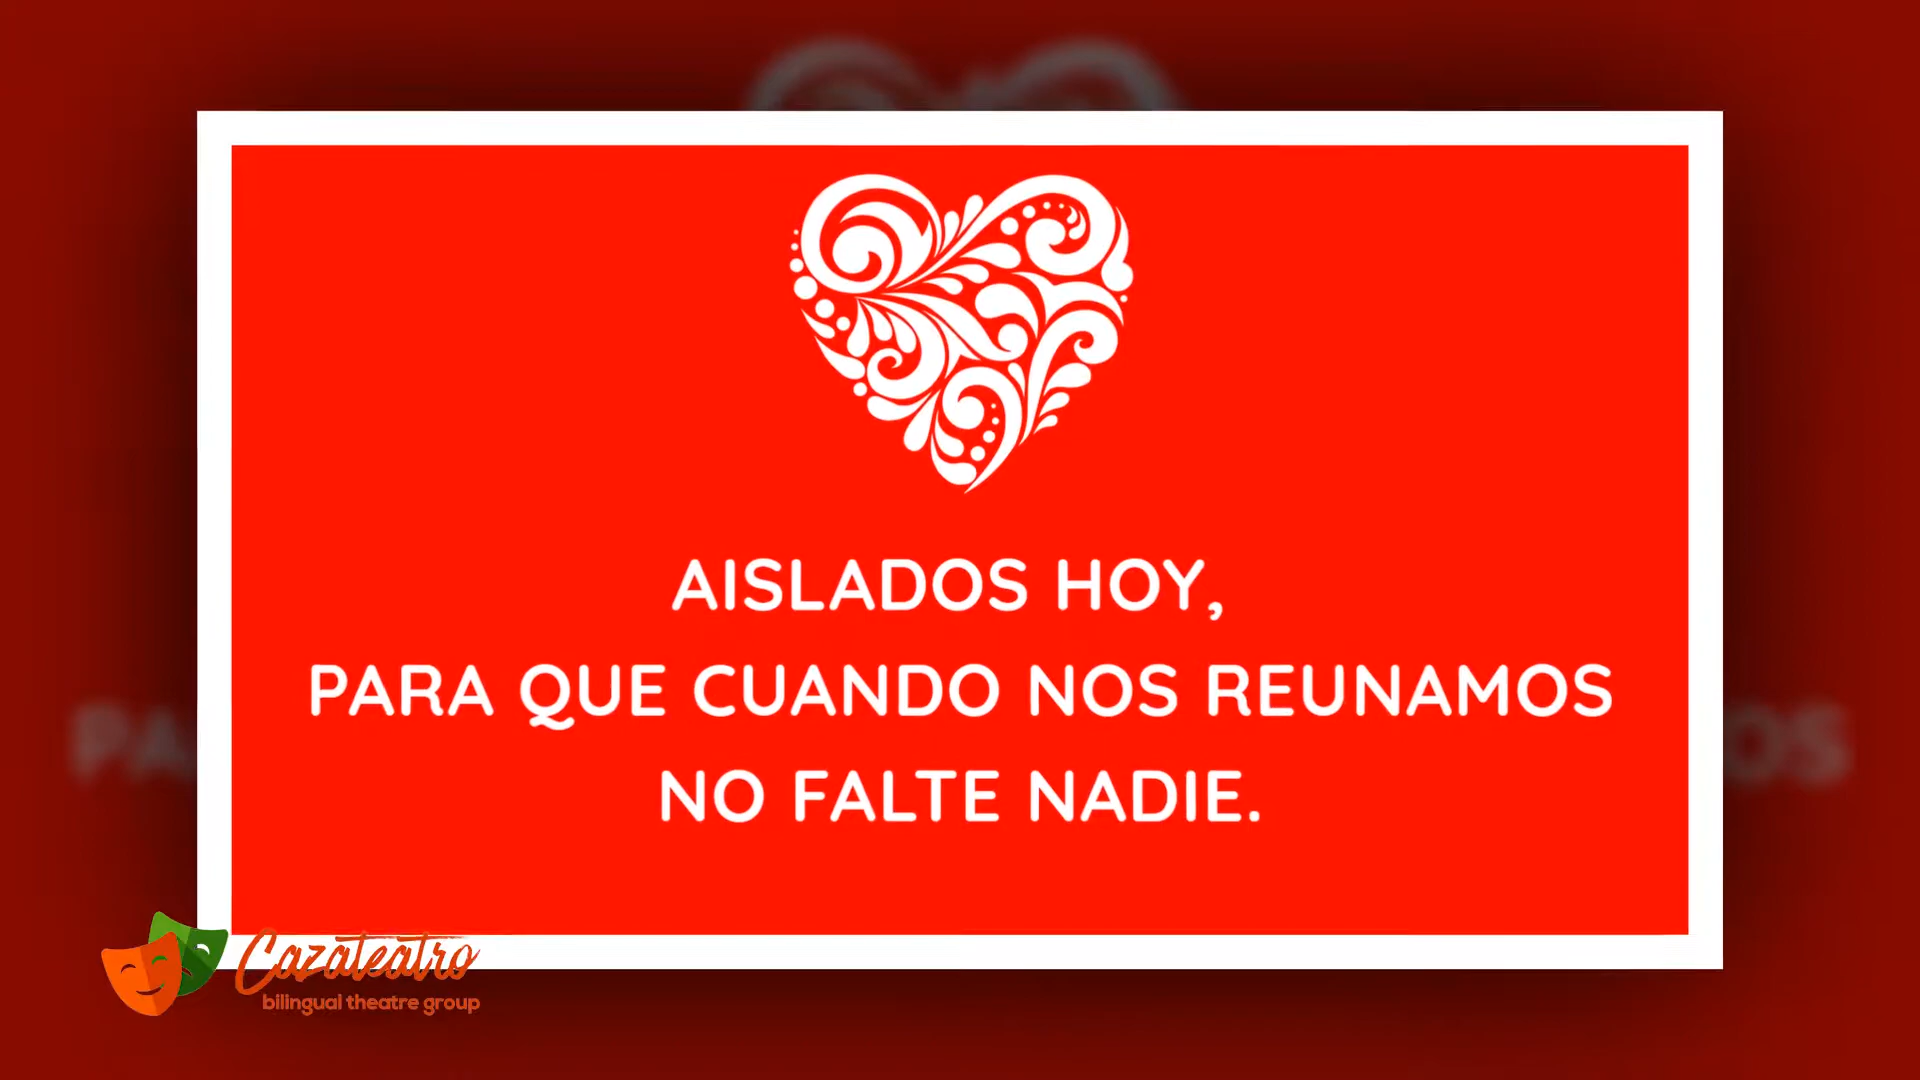 AISLADOS HOY,
PARA QUE CUANDO NOS REUNAMOS
NO FALTE NADIE.
Cazateatro
bilingual theatre group